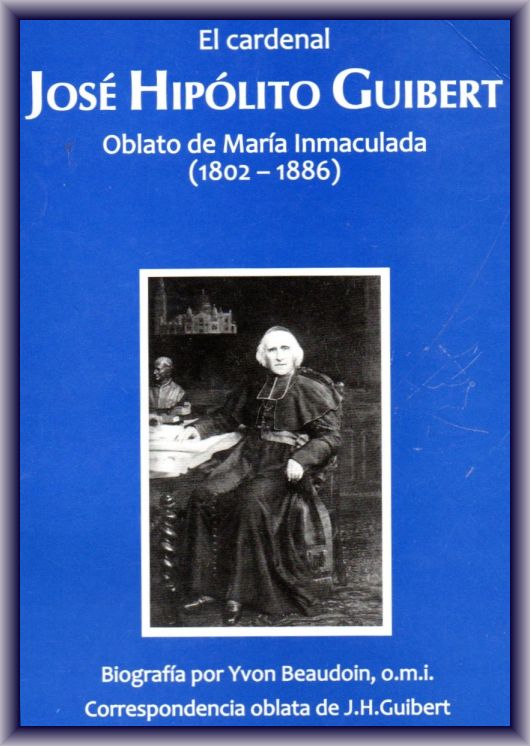 El cardenal
JOSÉ HIPÓLITO GUIBERT
Oblato de María Inmaculada
(1802 – 1886)
Biografía por Yvon Beaudoin, o.m.i.
Correspondencia oblata de J.H.Guibert